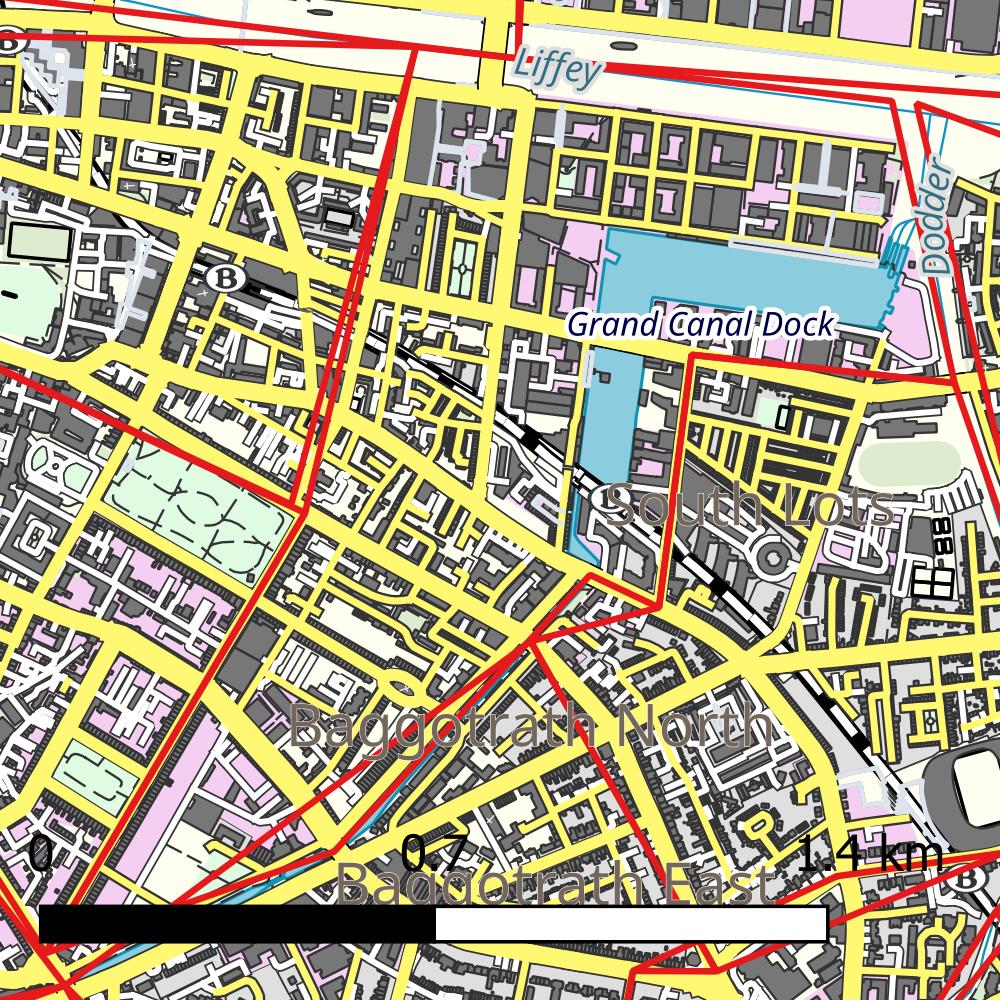 B
Liffey
Dodder
B
Grand Canal Dock
South Lots
Baggotrath North
0
0.7
1.4 km
Baggotrath East
B